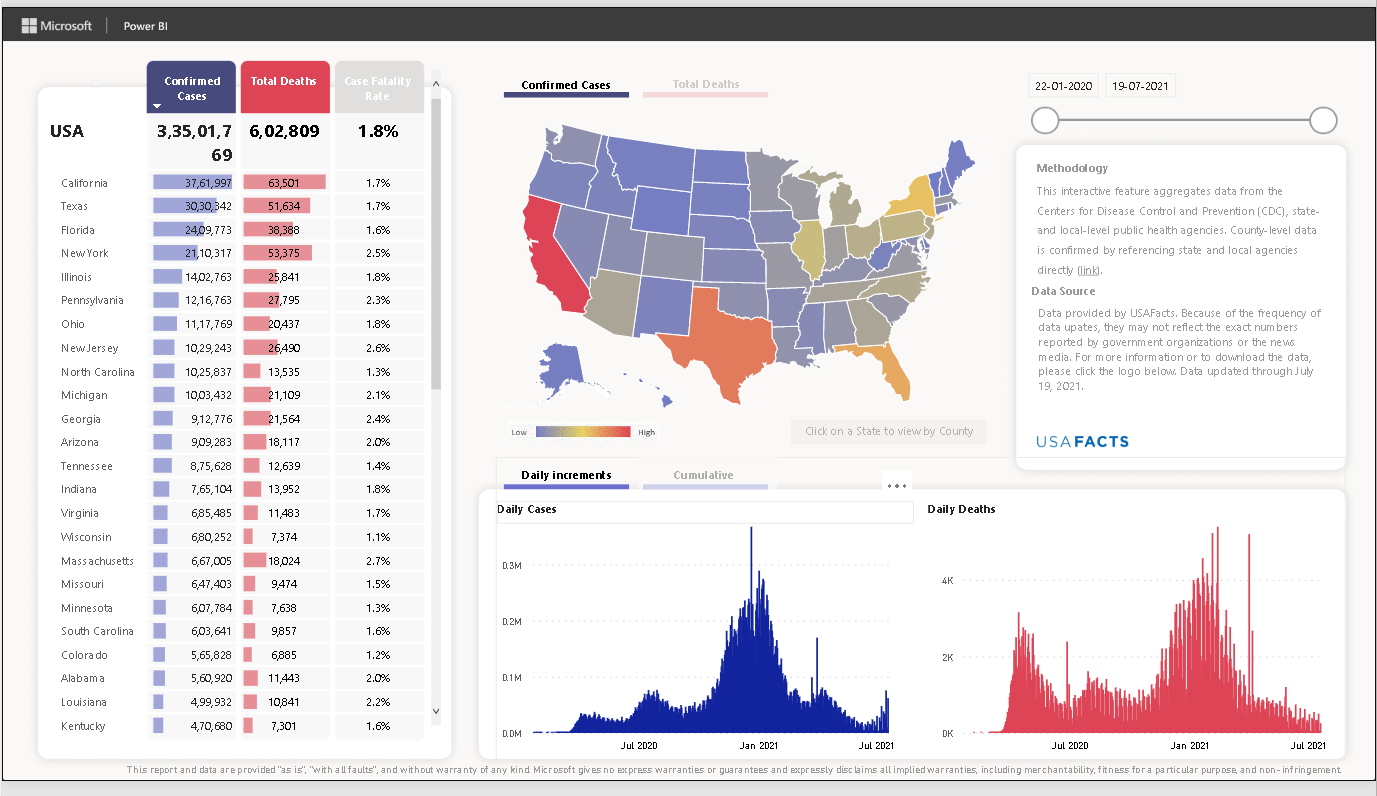 Microsoft Power BI
Confirmed Cases Total Deaths Case Fatality Rate
USA 3,35,01,769 6,02,809 1.8%
California 37,61,997 63,501 1.7%
Texas 30,30,342 51,634 1.7%
Florida 24,09,773 38,388 1.6%
New York 21,10,317 53,375 2.5%
Illinois 14,02,763 25,841 1.8%
Pennsylvania 12,16,763 27,795 2.3%
Ohio 11,17,769 20,437 1.8%
New Jersey 10,29,243 26,490 2.6%
North Carolina 10,25,837 13,535 1.3%
Michigan 10,03,432 21,109 2.1%
Georgia 9,12,776 21,564 2.4%
Arizona 9,09,283 18,117 2.0%
Tennessee 8,75,628 12,639 1.4%
Indiana 7,65,104 13,952 1.8%
Virginia 6,85,485 11,483 1.7%
Wisconsin 6,80,252 7,374 1.1%
Massachusetts 6,67,005 18,024 2.7%
Missouri 6,47,403 9,474 1.5%
Minnesota 6,07,784 7,638 1.3%
South Carolina 6,03,641 9,857 1.6%
Colorado 5,65,828 6,885 1.2%
Alabama 5,60,920 11,443 2.0%
Louisiana 4,99,932 10,841 2.2%
Kentucky 4,70,680 7,301 1.6%
Confirmed Cases Total Deaths
Low High
Click on a State to view by County
22-01-2020 19-07-2021
Methodology
This interactive feature aggregates data from the
Centers for Disease Control and Prevention (CDC), state-
and local-level public health agencies. County-level data
is confirmed by referencing state and local agencies
directly (link).
Data Source
Data provided by USAFacts. Because of the frequency of
data upates, they may not reflect the exact numbers
reported by government organizations or the news
media. For more information or to download the data,
please click the logo below. Data updated through July
19, 2021.
USAFACTS
Daily increments Cumulative
Daily Cases
0.3M
0.2M
0.1M
0.0M
Jul 2020 Jan 2021 Jul 2021
Daily Deaths
4K
2K
0K
Jul 2020 Jan 2021 Jul 2021
This report and data are provided "as is", "with all faults", and without warranty of any kind. Microsoft gives no express warranties or guarantees and expressly disclaims all implied warranties, including merchantability, fitness for a particular purpose, and non-infringement.